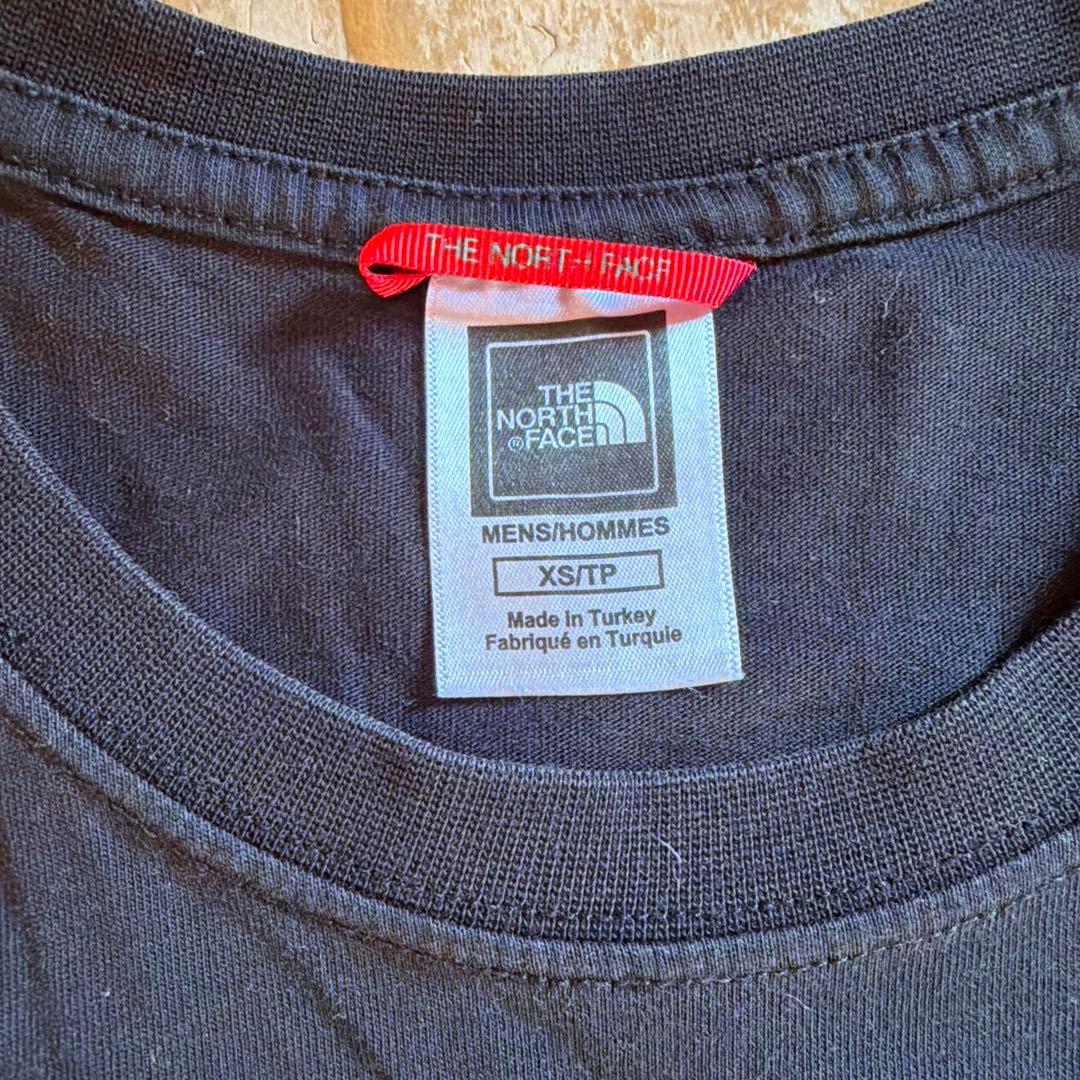 THE NORTH FACE
THE
NORTH
®FACE
MENS/HOMMES
XS/TP
Made in Turkey
Fabriqué en Turquie